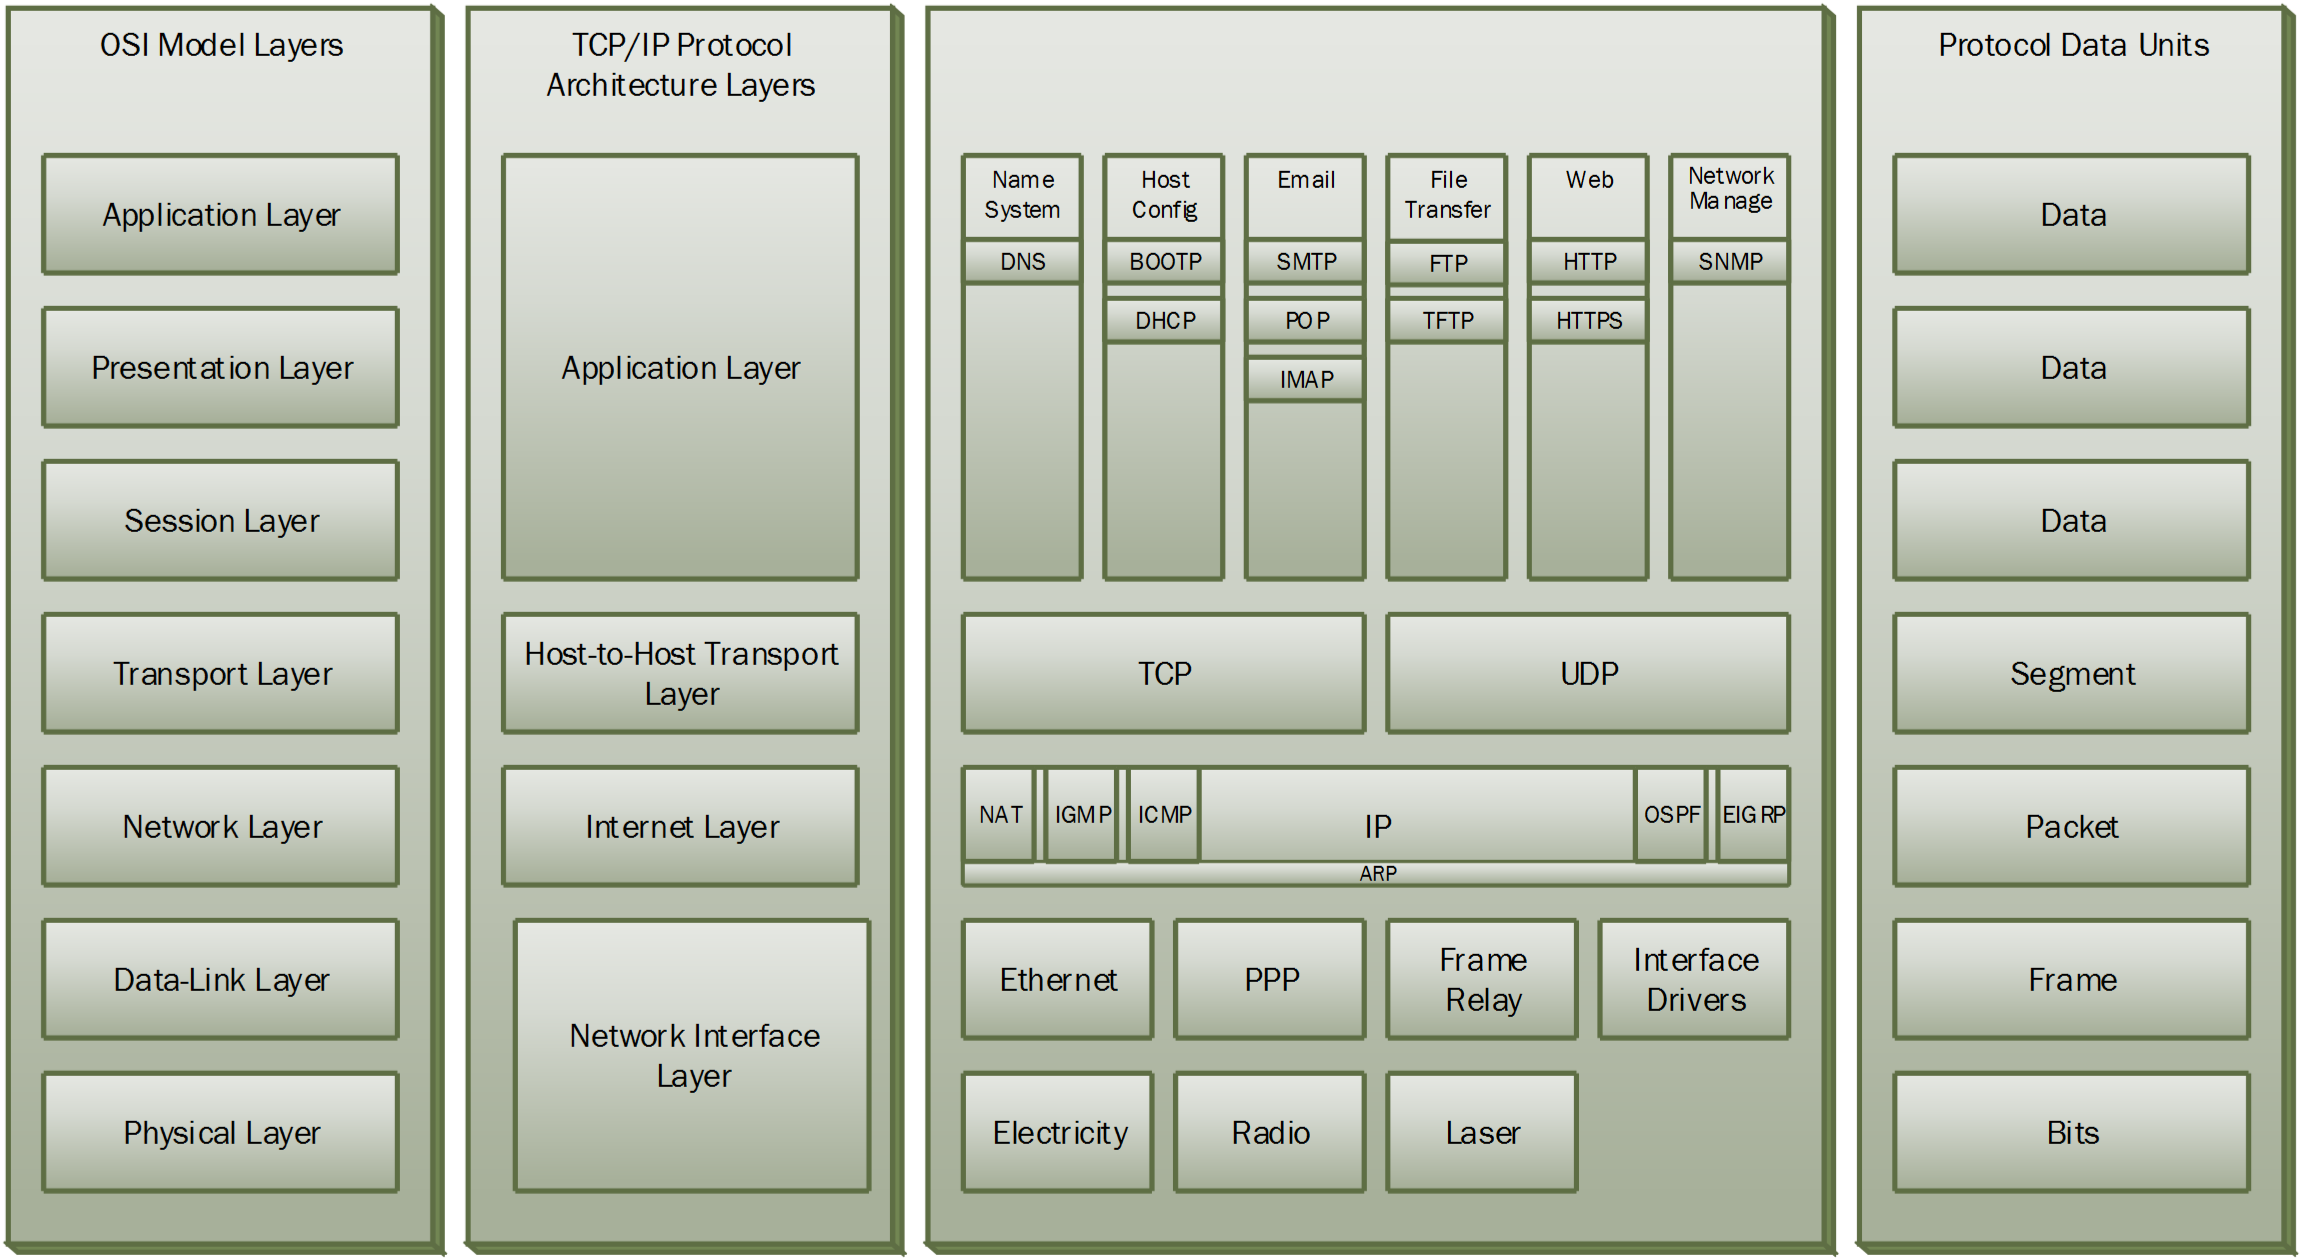 OSI Model Layers
Application Layer
Presentation Layer
Session Layer
Transport Layer
Network Layer
Data-Link Layer
Physical Layer
TCP/IP Protocol
Architecture Layers
Application Layer
Host-to-Host Transport
Layer
Internet Layer
Network Interface
Layer
Name
System
DNS
Host
Config
BOOTP
DHCP
Email
SMTP
POP
IMAP
File
Transfer
FTP
TFTP
Web
HTTP
HTTPS
Network
Manage
SNMP
TCP
UDP
NAT
IGMP
ICMP
IP
OSPF
EIGRP
ARP
Ethernet
PPP
Frame
Relay
Interface
Drivers
Electricity
Radio
Laser
Protocol Data Units
Data
Data
Data
Segment
Packet
Frame
Bits